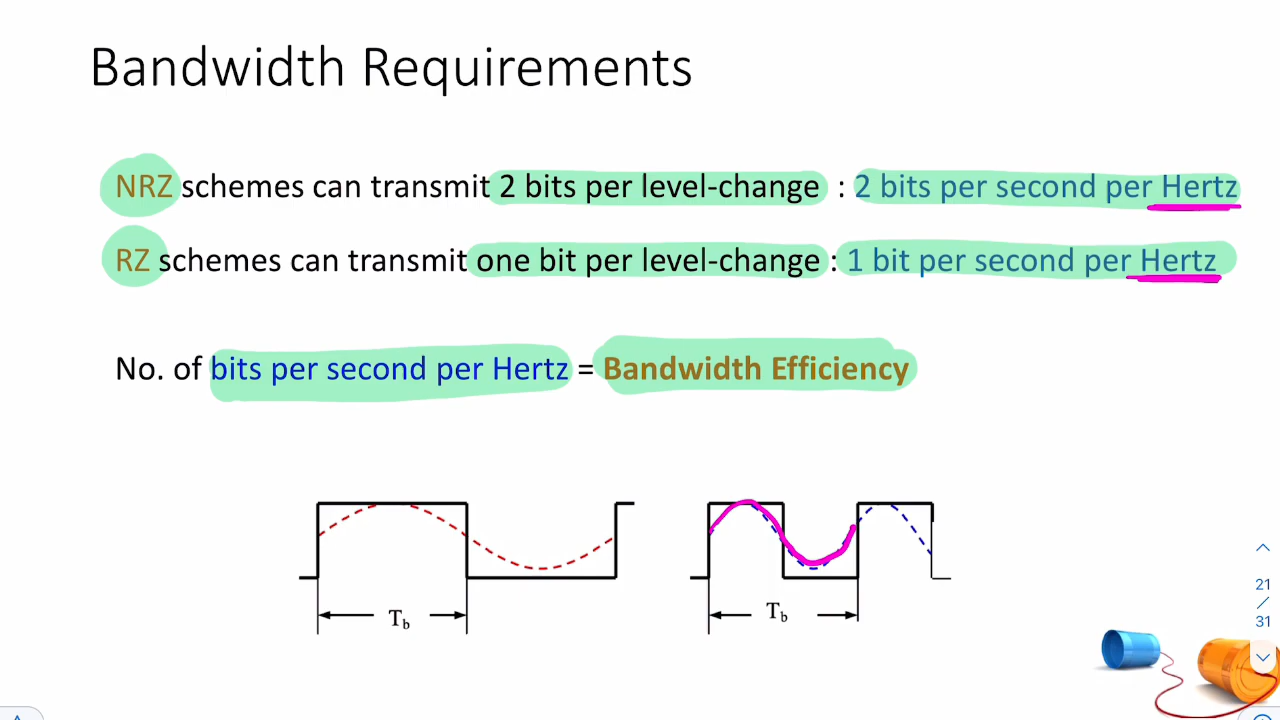 Bandwidth Requirements
NRZ schemes can transmit 2 bits per level-change : 2 bits per second per Hertz
RZ schemes can transmit one bit per level-change : 1 bit per second per Hertz
No. of bits per second per Hertz = Bandwidth Efficiency
Tb
Tb
21
/
31